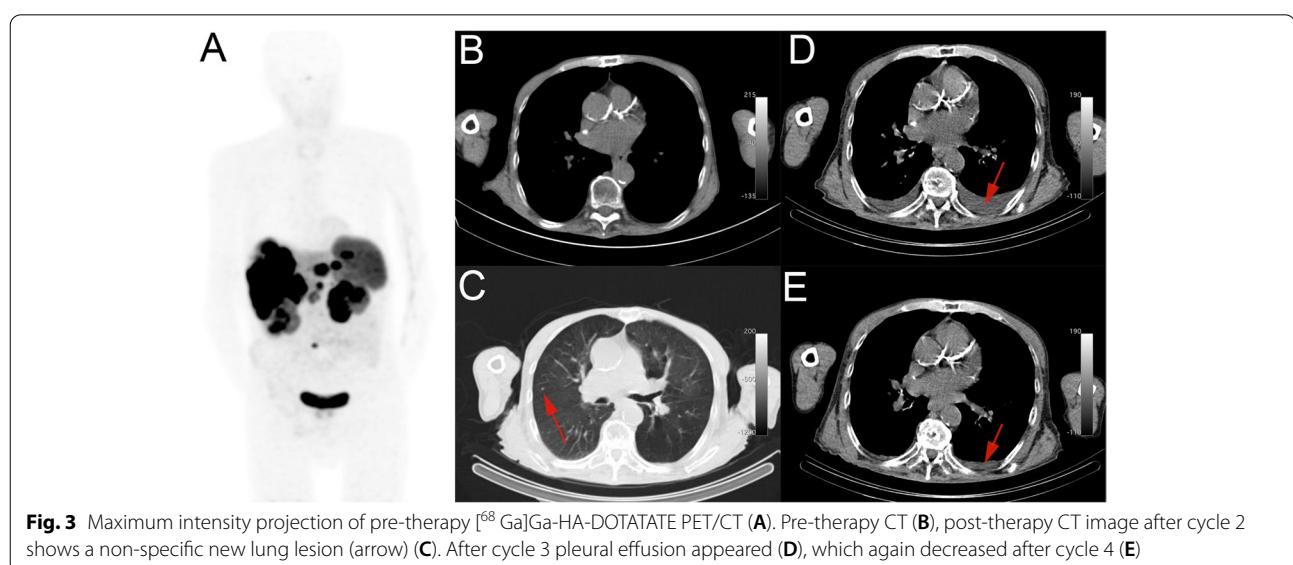 A
B
215
40
-135
D
190
-110
C
200
-500
-1200
E
190
-110
Fig. 3 Maximum intensity projection of pre-therapy [⁶⁸ Ga]Ga-HA-DOTATATE PET/CT (A). Pre-therapy CT (B), post-therapy CT image after cycle 2
shows a non-specific new lung lesion (arrow) (C). After cycle 3 pleural effusion appeared (D), which again decreased after cycle 4 (E)